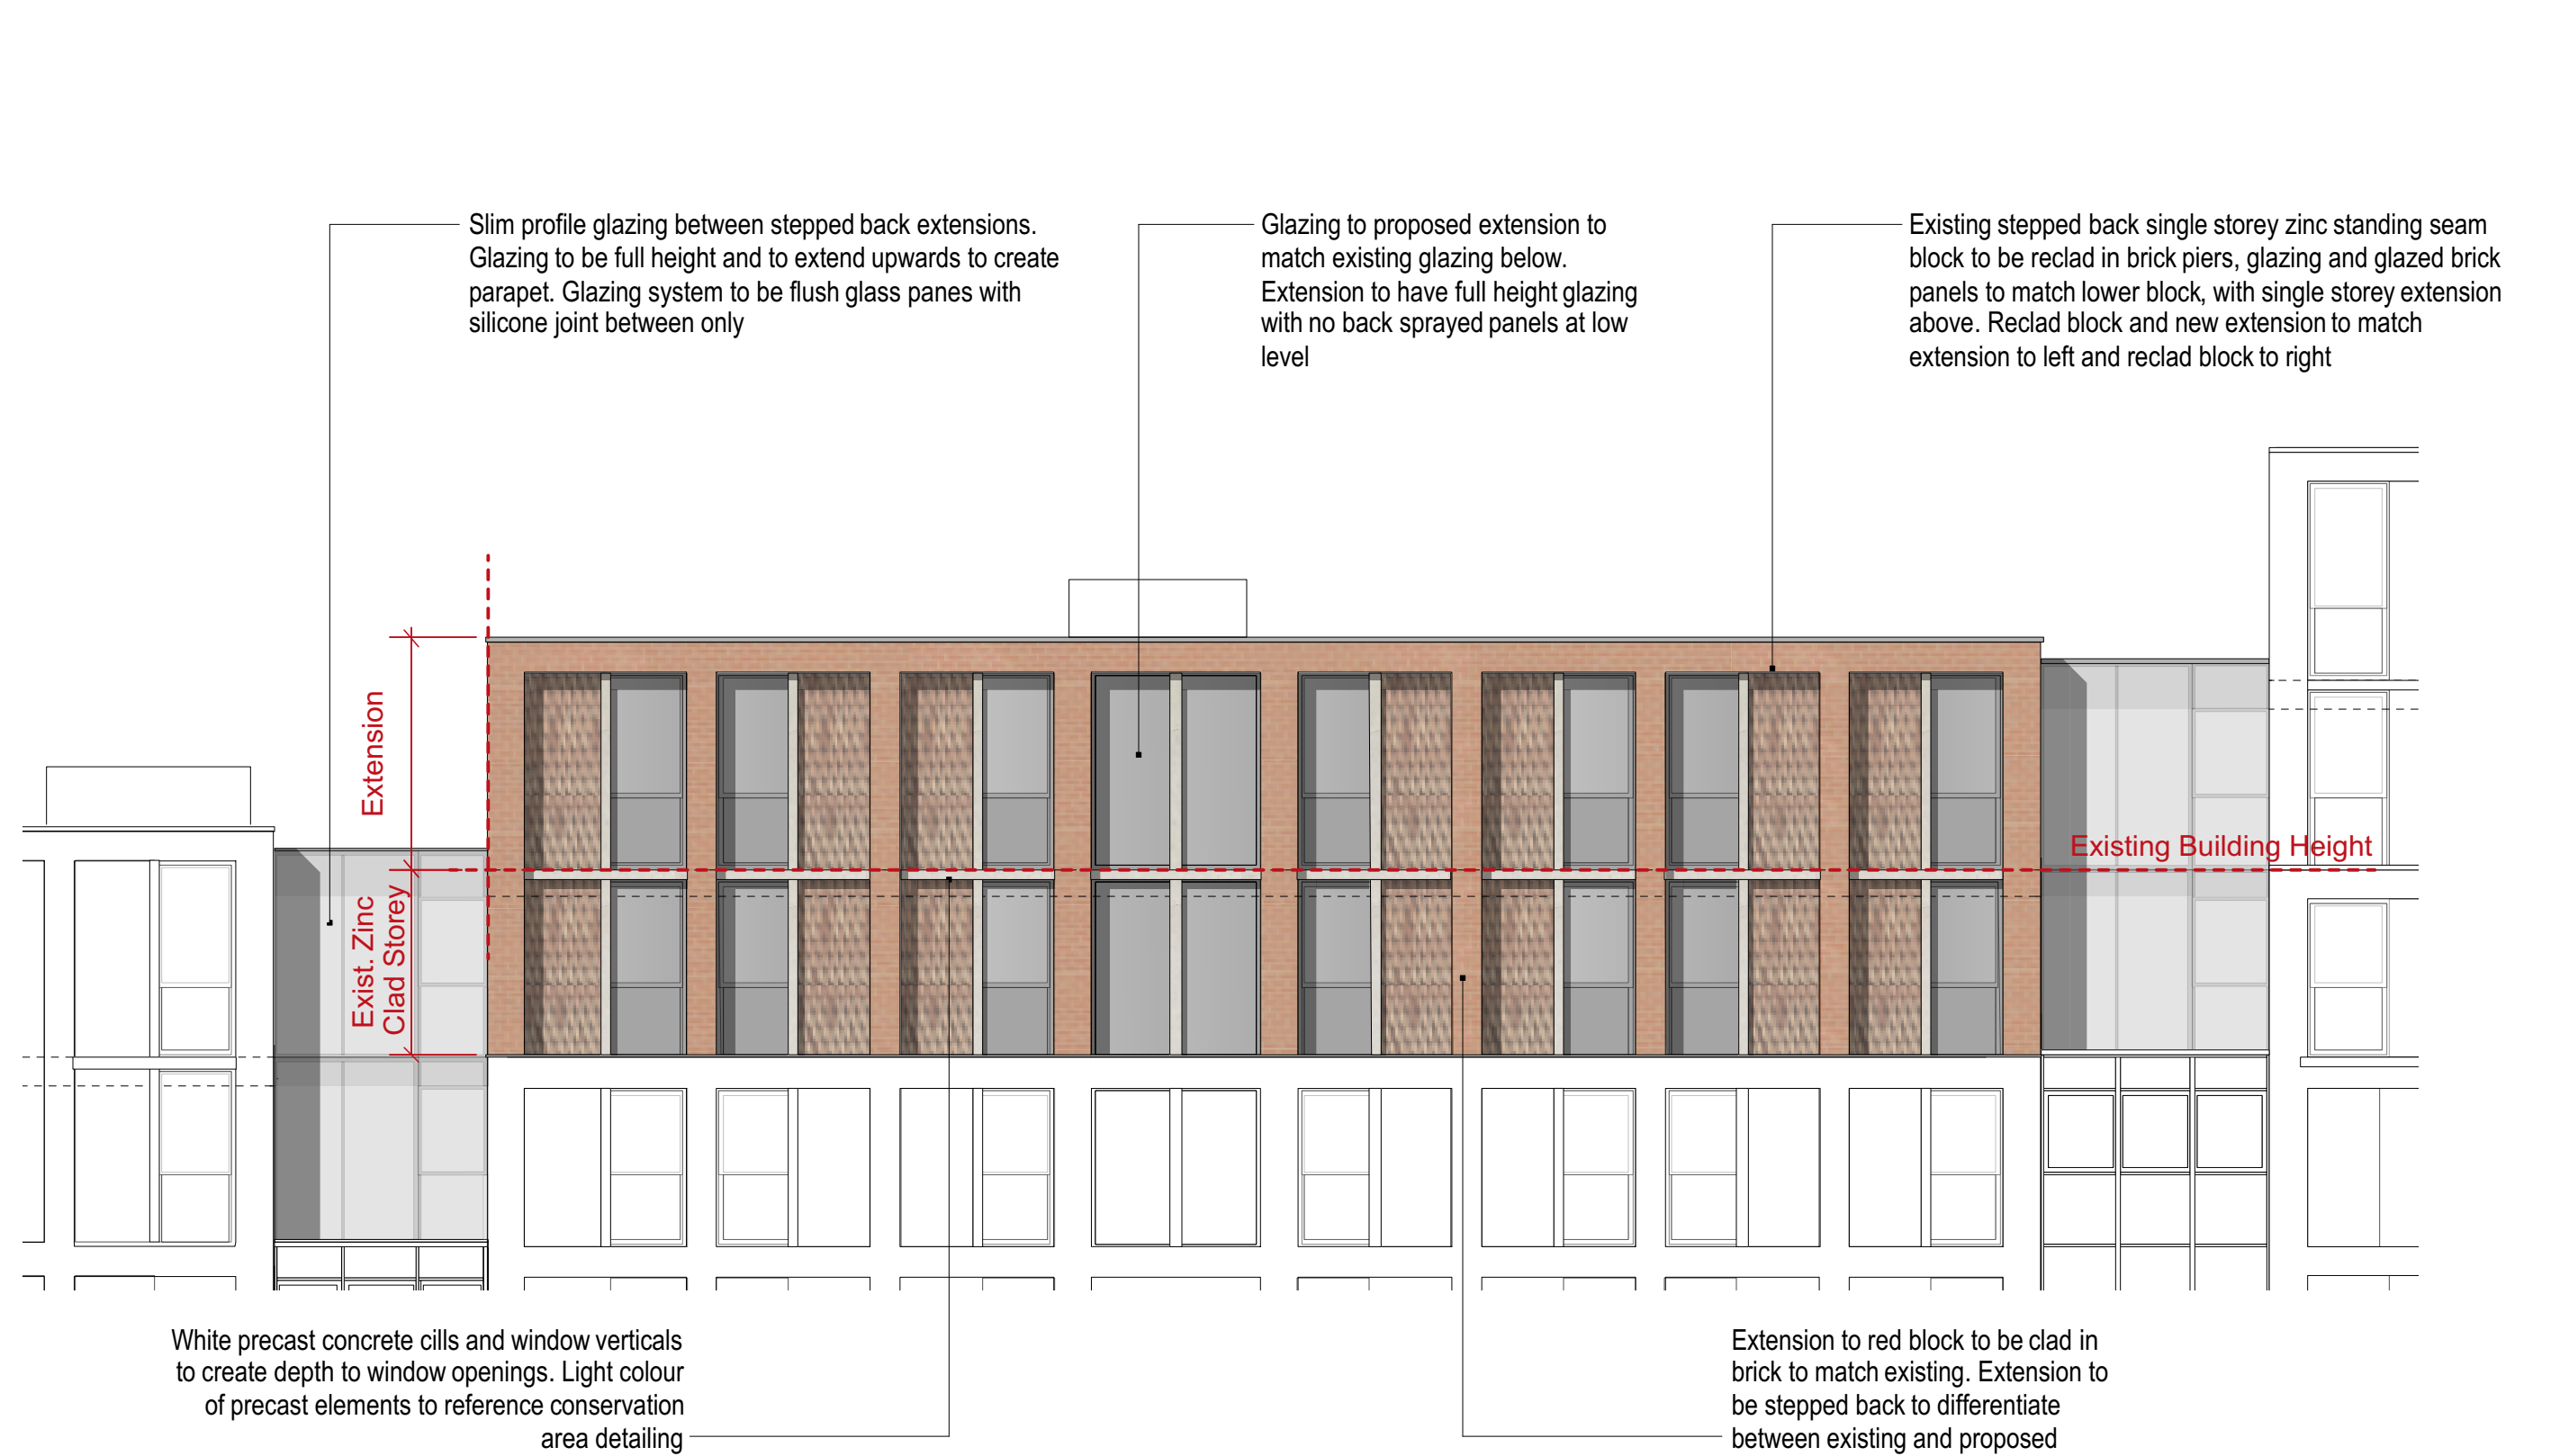 Slim profile glazing between stepped back extensions.
Glazing to be full height and to extend upwards to create
parapet. Glazing system to be flush glass panes with
silicone joint between only
Glazing to proposed extension to
match existing glazing below.
Extension to have full height glazing
with no back sprayed panels at low
level
Existing stepped back single storey zinc standing seam
block to be reclad in brick piers, glazing and glazed brick
panels to match lower block, with single storey extension
above. Reclad block and new extension to match
extension to left and reclad block to right
Extension
Existing Building Height
Exist. Zinc
Clad Storey
White precast concrete cills and window verticals
to create depth to window openings. Light colour
of precast elements to reference conservation
area detailing
Extension to red block to be clad in
brick to match existing. Extension to
be stepped back to differentiate
between existing and proposed